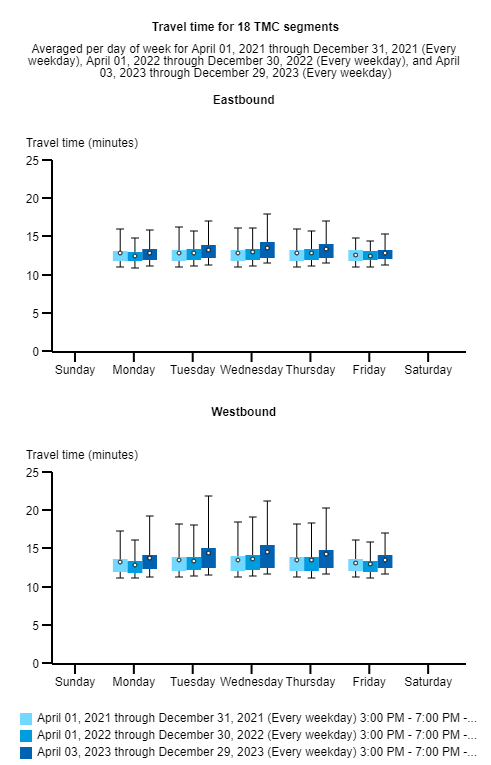 Travel time for 18 TMC segments
Averaged per day of week for April 01, 2021 through December 31, 2021 (Every
weekday), April 01, 2022 through December 30, 2022 (Every weekday), and April
03, 2023 through December 29, 2023 (Every weekday)
Eastbound
Travel time (minutes)
25
20
15
10
5
0
Sunday Monday Tuesday Wednesday Thursday Friday Saturday
Westbound
Travel time (minutes)
25
20
15
10
5
0
Sunday Monday Tuesday Wednesday Thursday Friday Saturday
April 01, 2021 through December 31, 2021 (Every weekday) 3:00 PM - 7:00 PM -...
April 01, 2022 through December 30, 2022 (Every weekday) 3:00 PM - 7:00 PM -...
April 03, 2023 through December 29, 2023 (Every weekday) 3:00 PM - 7:00 PM -...